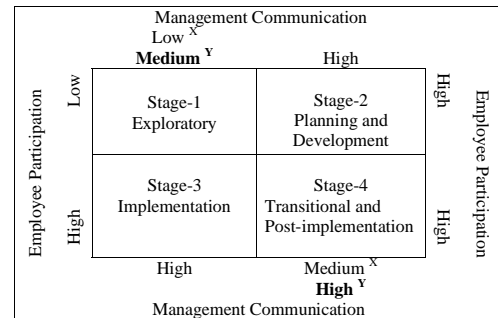 Management Communication
Low X
Medium Y
High
Employee Participation
Low
High
Stage-1
Exploratory
Stage-2
Planning and
Development
Stage-3
Implementation
Stage-4
Transitional and
Post-implementation
High
High
Employee Participation
High
Medium X
High Y
Management Communication